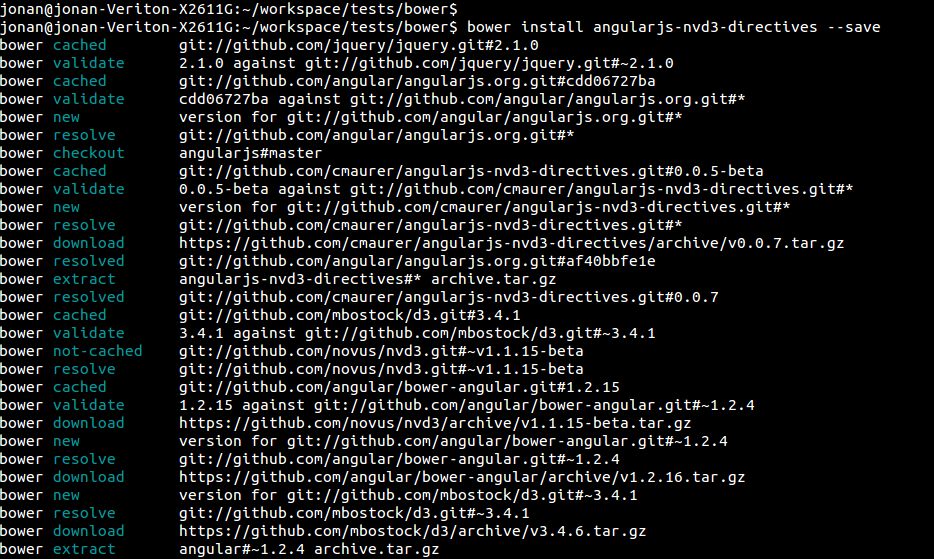 jonan@jonan-Veriton-X2611G:~/workspace/tests/bower$
jonan@jonan-Veriton-X2611G:~/workspace/tests/bower$ bower install angularjs-nvd3-directives --save
bower cached git://github.com/jquery/jquery.git#2.1.0
bower validate 2.1.0 against git://github.com/jquery/jquery.git#~2.1.0
bower cached git://github.com/angular/angularjs.org.git#cdd06727ba
bower validate cdd06727ba against git://github.com/angular/angularjs.org.git#*
bower new version for git://github.com/angular/angularjs.org.git#*
bower resolve git://github.com/angular/angularjs.org.git#*
bower checkout angularjs#master
bower cached git://github.com/cmaurer/angularjs-nvd3-directives.git#0.0.5-beta
bower validate 0.0.5-beta against git://github.com/cmaurer/angularjs-nvd3-directives.git#*
bower new version for git://github.com/cmaurer/angularjs-nvd3-directives.git#*
bower resolve git://github.com/cmaurer/angularjs-nvd3-directives.git#*
bower download https://github.com/cmaurer/angularjs-nvd3-directives/archive/v0.0.7.tar.gz
bower resolved git://github.com/angular/angularjs.org.git#af40bbfe1e
bower extract angularjs-nvd3-directives#* archive.tar.gz
bower resolved git://github.com/cmaurer/angularjs-nvd3-directives.git#0.0.7
bower cached git://github.com/mbostock/d3.git#3.4.1
bower validate 3.4.1 against git://github.com/mbostock/d3.git#~3.4.1
bower not-cached git://github.com/novus/nvd3.git#~v1.1.15-beta
bower resolve git://github.com/novus/nvd3.git#~v1.1.15-beta
bower cached git://github.com/angular/bower-angular.git#1.2.15
bower validate 1.2.15 against git://github.com/angular/bower-angular.git#~1.2.4
bower download https://github.com/novus/nvd3/archive/v1.1.15-beta.tar.gz
bower new version for git://github.com/angular/bower-angular.git#~1.2.4
bower resolve git://github.com/angular/bower-angular.git#~1.2.4
bower download https://github.com/angular/bower-angular/archive/v1.2.16.tar.gz
bower new version for git://github.com/mbostock/d3.git#~3.4.1
bower resolve git://github.com/mbostock/d3.git#~3.4.1
bower download https://github.com/mbostock/d3/archive/v3.4.6.tar.gz
bower extract angular#~1.2.4 archive.tar.gz